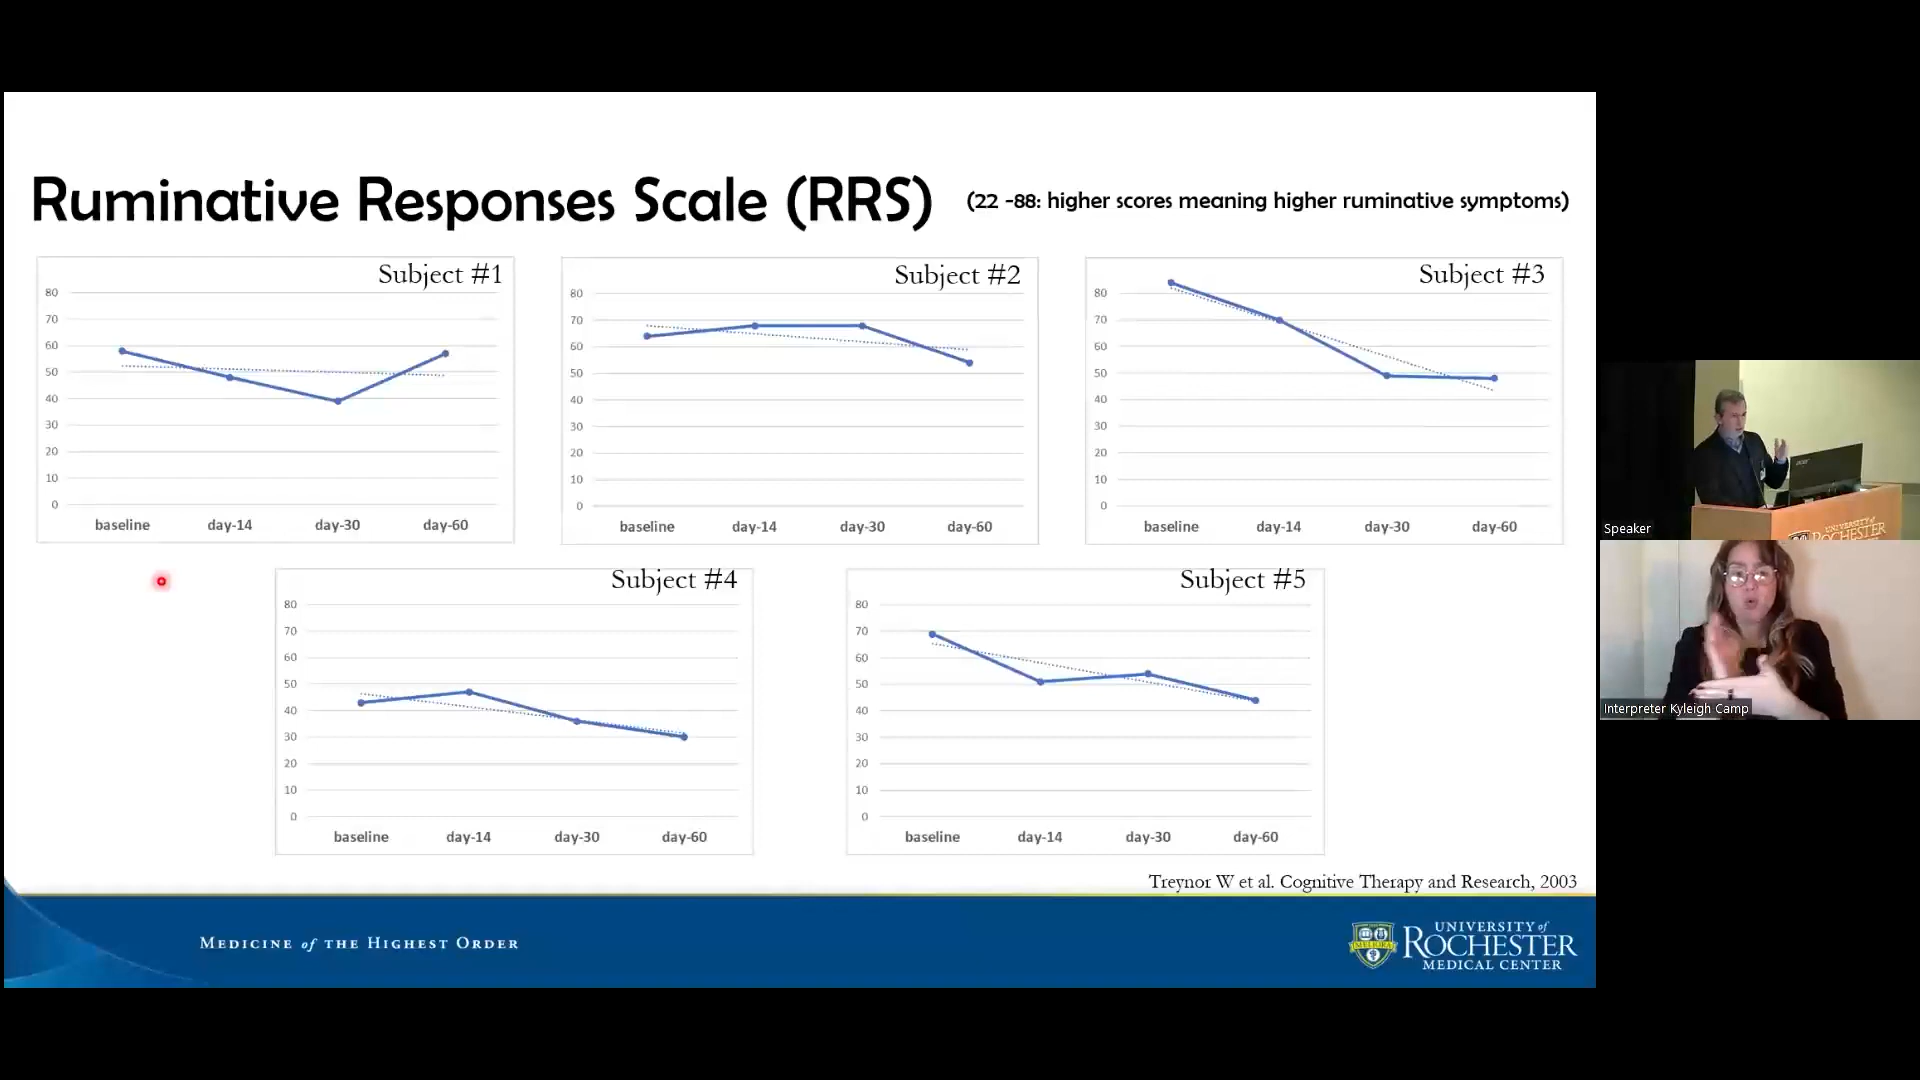 Ruminative Responses Scale (RRS)
(22 -88: higher scores meaning higher ruminative symptoms)
Subject #1
80
70
60
50
40
30
20
10
0
baseline day-14 day-30 day-60
Subject #2
80
70
60
50
40
30
20
10
0
baseline day-14 day-30 day-60
Subject #3
80
70
60
50
40
30
20
10
0
baseline day-14 day-30 day-60
Subject #4
80
70
60
50
40
30
20
10
0
baseline day-14 day-30 day-60
Subject #5
80
70
60
50
40
30
20
10
0
baseline day-14 day-30 day-60
Treynor W et al. Cognitive Therapy and Research, 2003
MEDICINE of THE HIGHEST ORDER
MELIORA
UNIVERSITY of
ROCHESTER
MEDICAL CENTER
UNIVERSITY of
ROCHESTER
Speaker
Interpreter Kyleigh Camp